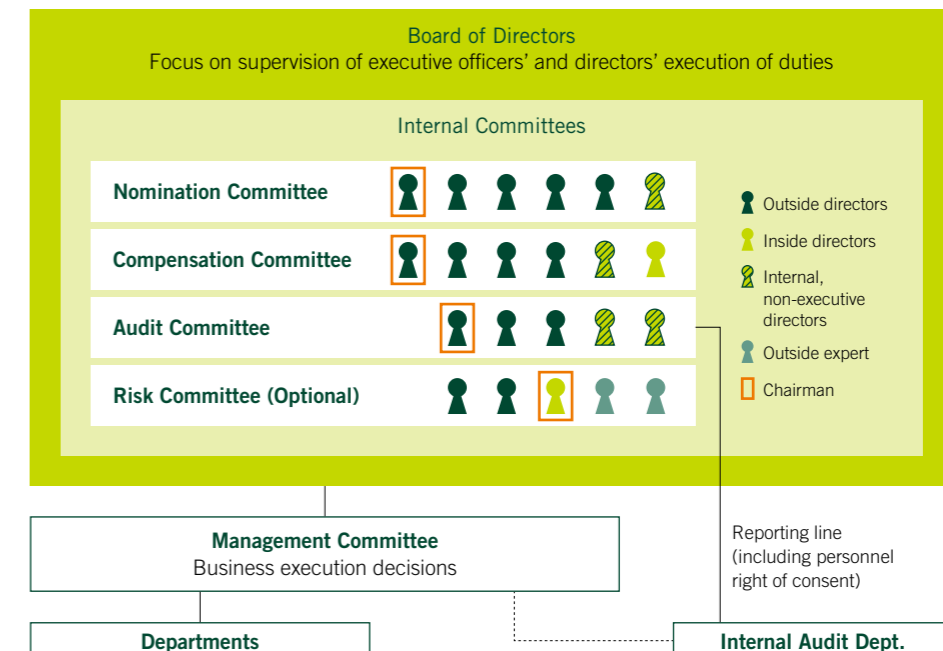 Board of Directors
Focus on supervision of executive officers’ and directors’ execution of duties
Internal Committees
Nomination Committee
Compensation Committee
Audit Committee
Risk Committee (Optional)
Outside directors
Inside directors
Internal,
non-executive
directors
Outside expert
Chairman
Management Committee
Business execution decisions
Reporting line
(including personnel
right of consent)
Departments
Internal Audit Dept.